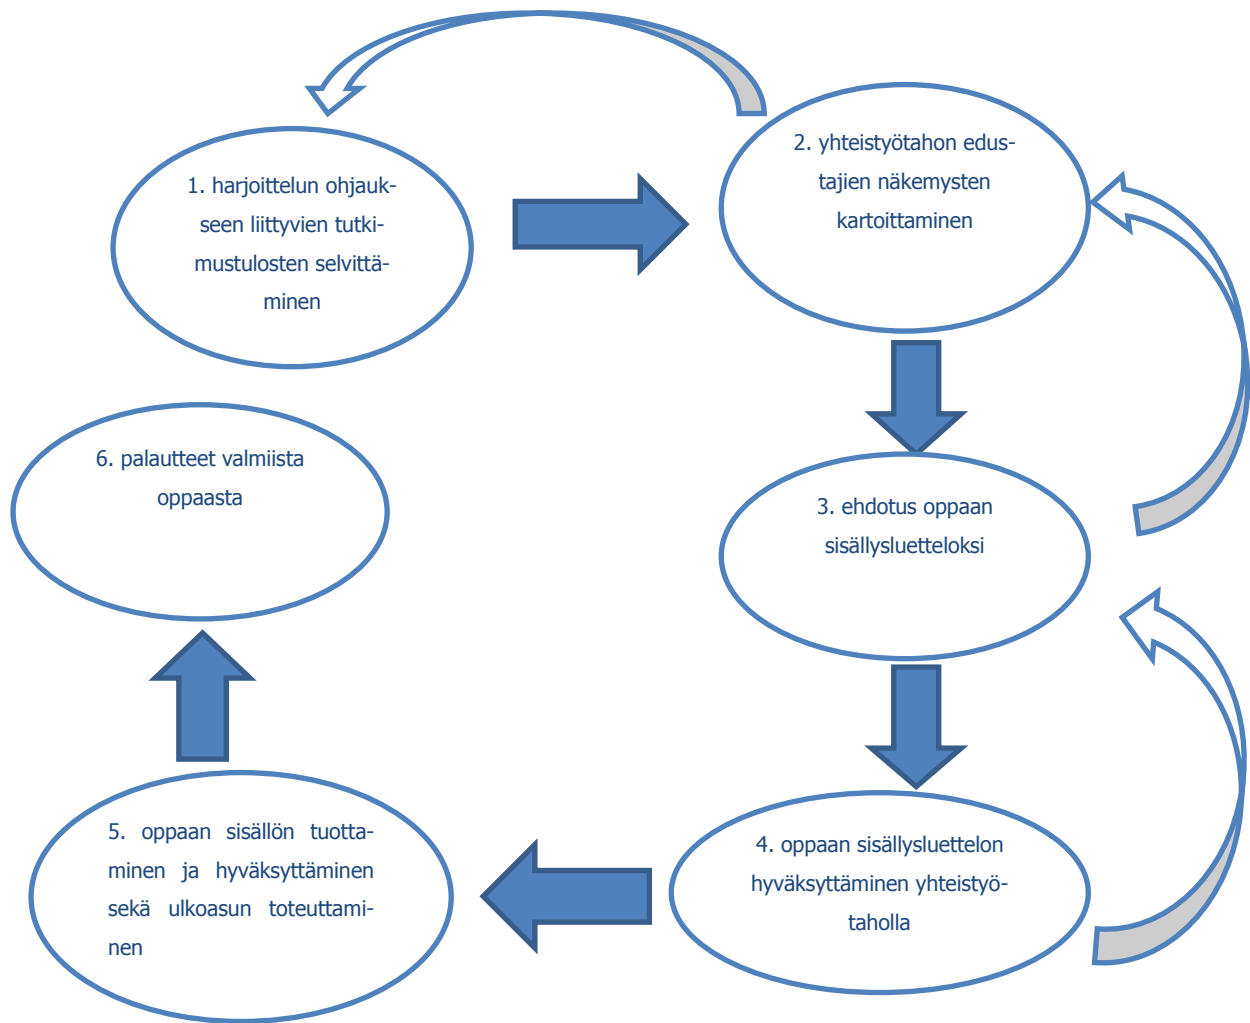 1. harjoittelun ohjauk-
seen liittyvien tutki-
mustulosten selvittä-
minen
2. yhteistyötahon edus-
tajien näkemysten
kartoittaminen
3. ehdotus oppaan
sisällysluetteloksi
4. oppaan sisällysluettelon
hyväksyttäminen yhteistyö-
taholla
5. oppaan sisällön tuotta-
minen ja hyväksyttäminen
sekä ulkoasun toteuttami-
nen
6. palautteet valmiista
oppaasta